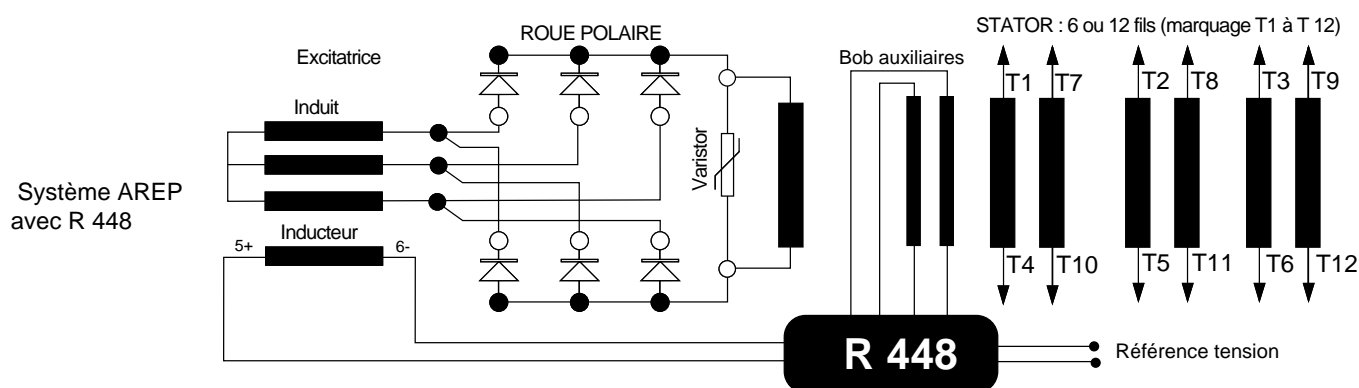 STATOR : 6 ou 12 fils (marquage T1 à T 12)
ROUE POLAIRE
Excitatrice
Bob auxiliaires
T1
T7
T2
T8
T3
T9
Induit
Varistor
Système AREP
avec R 448
Inducteur
5+
6-
T4
T10
T5
T11
T6
T12
R 448
Référence tension